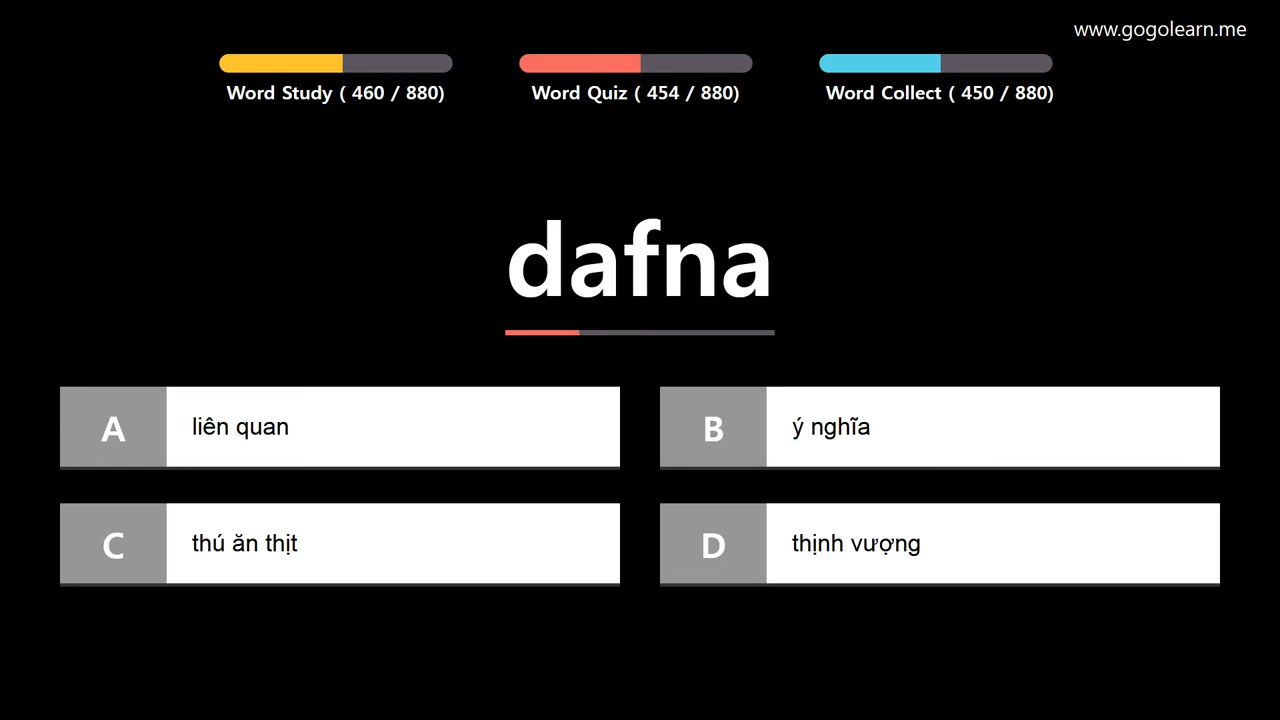 www.gogolearn.me
Word Study ( 460 / 880)
Word Quiz ( 454 / 880)
Word Collect ( 450 / 880)
dafna
A liên quan
B ý nghĩa
C thú ăn thịt
D thịnh vượng